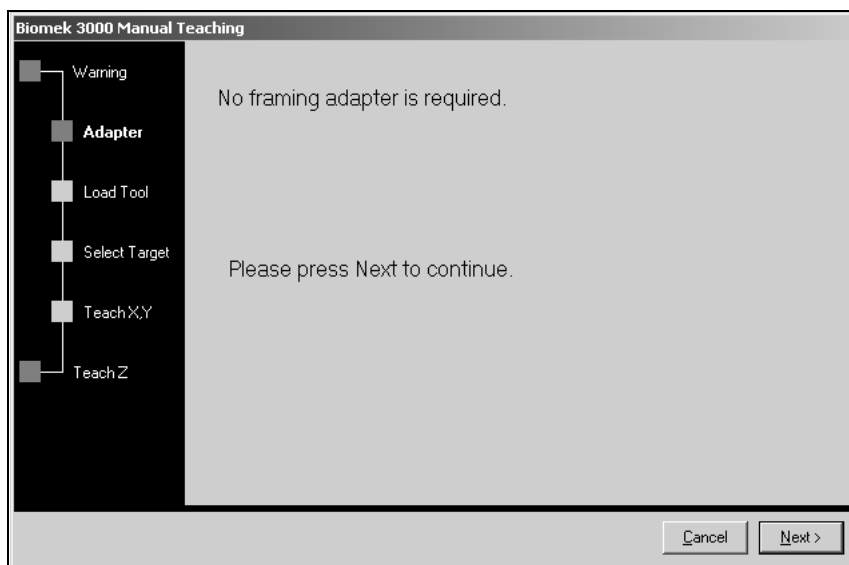 Biomek 3000 Manual Teaching
Warning
Adapter
Load Tool
Select Target
Teach X,Y
Teach Z
No framing adapter is required.
Please press Next to continue.
Cancel
Next >